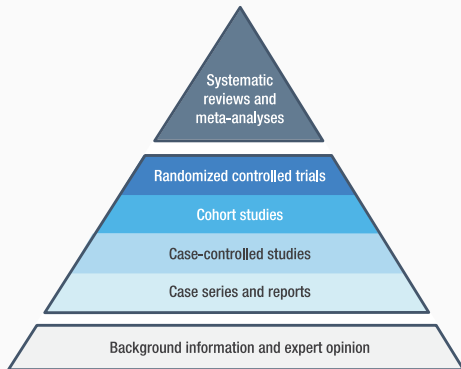 Systematic
reviews and
meta-analyses
Randomized controlled trials
Cohort studies
Case-controlled studies
Case series and reports
Background information and expert opinion